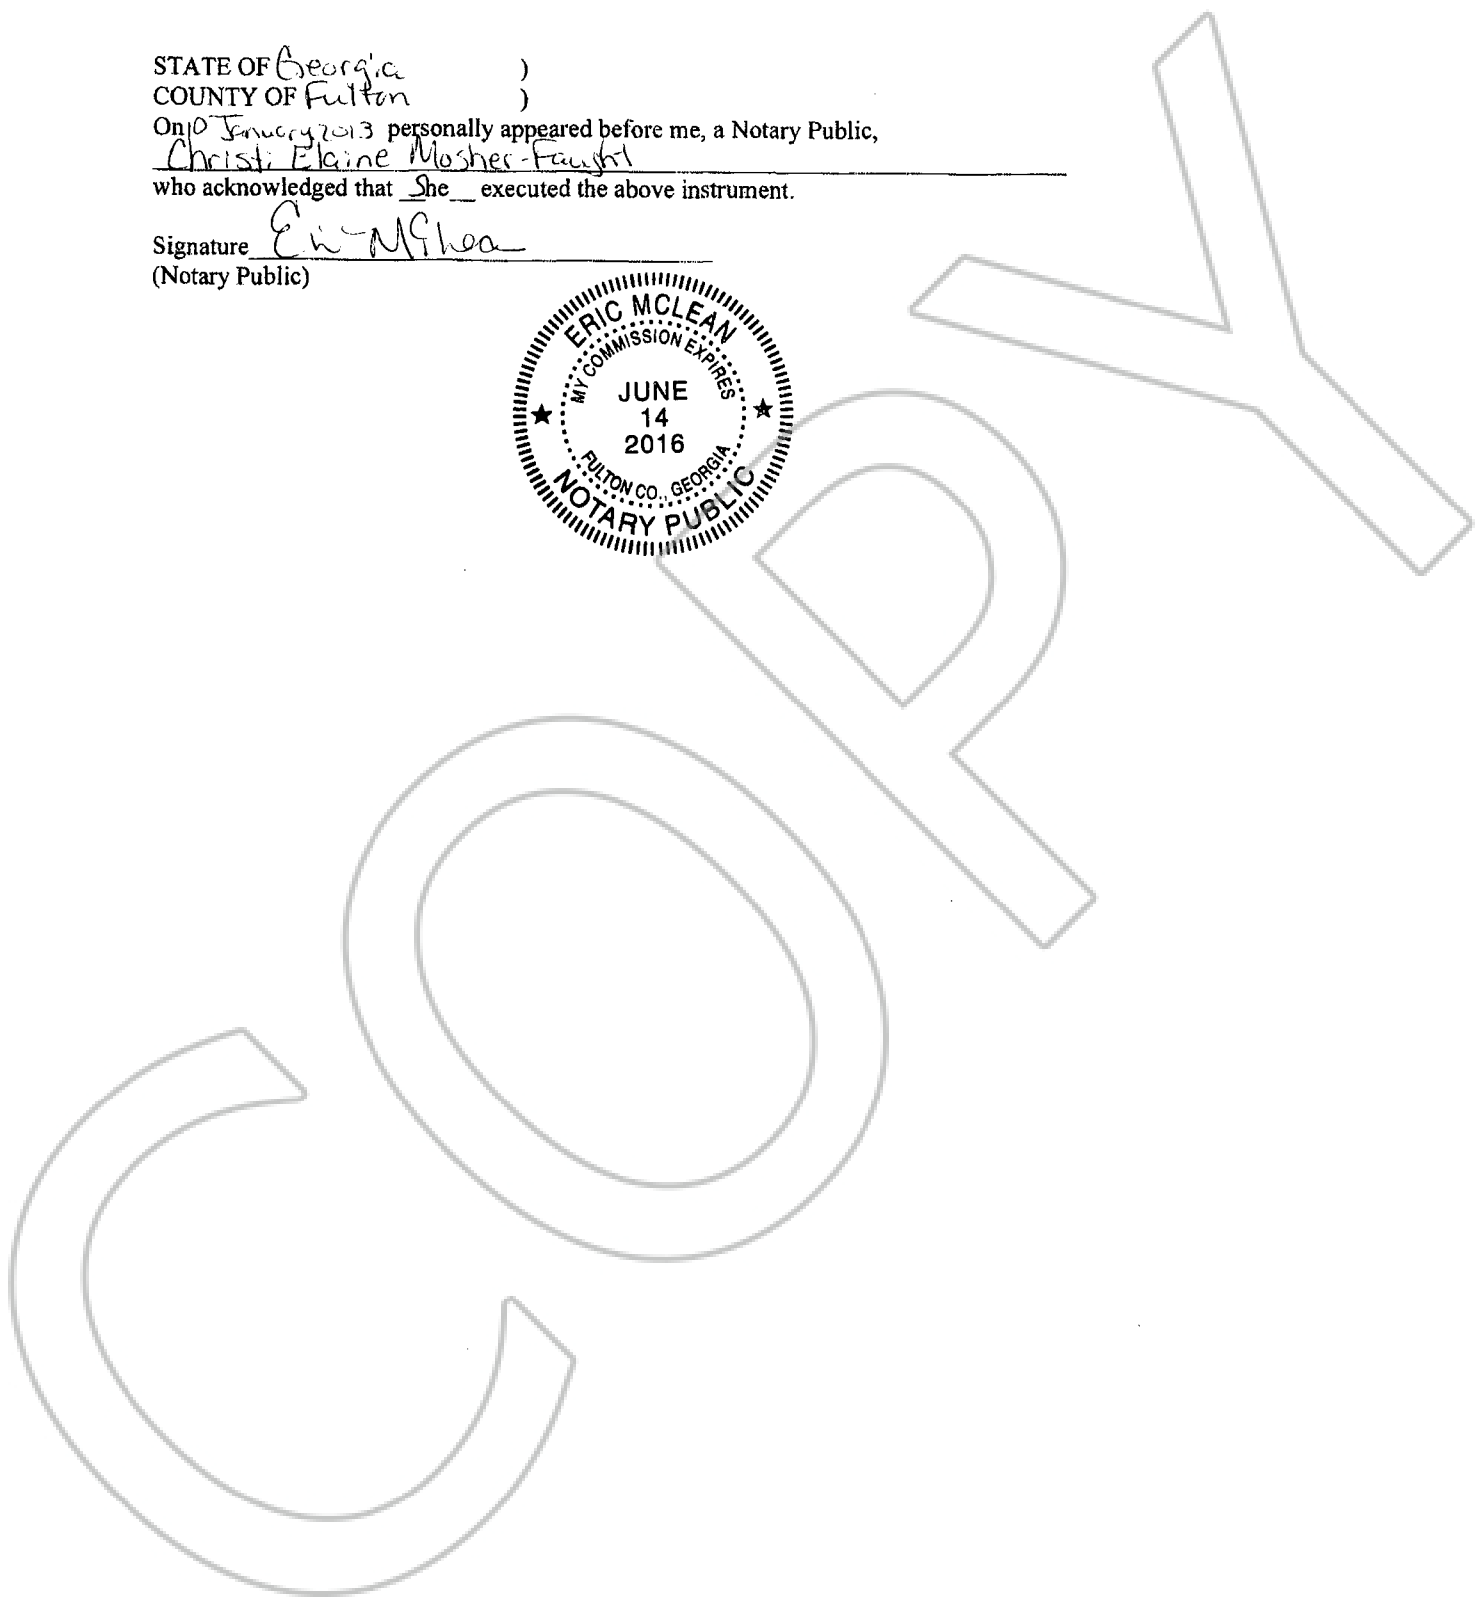 STATE OF Georgia )
COUNTY OF Fulton )
On 10 January 2013 personally appeared before me, a Notary Public,
Christi Elaine Mosher-Faught
who acknowledged that She executed the above instrument.
Signature Eric McLean
(Notary Public)
ERIC MCLEAN
MY COMMISSION EXPIRES
JUNE
14
2016
FULTON CO., GEORGIA
NOTARY PUBLIC
COPY